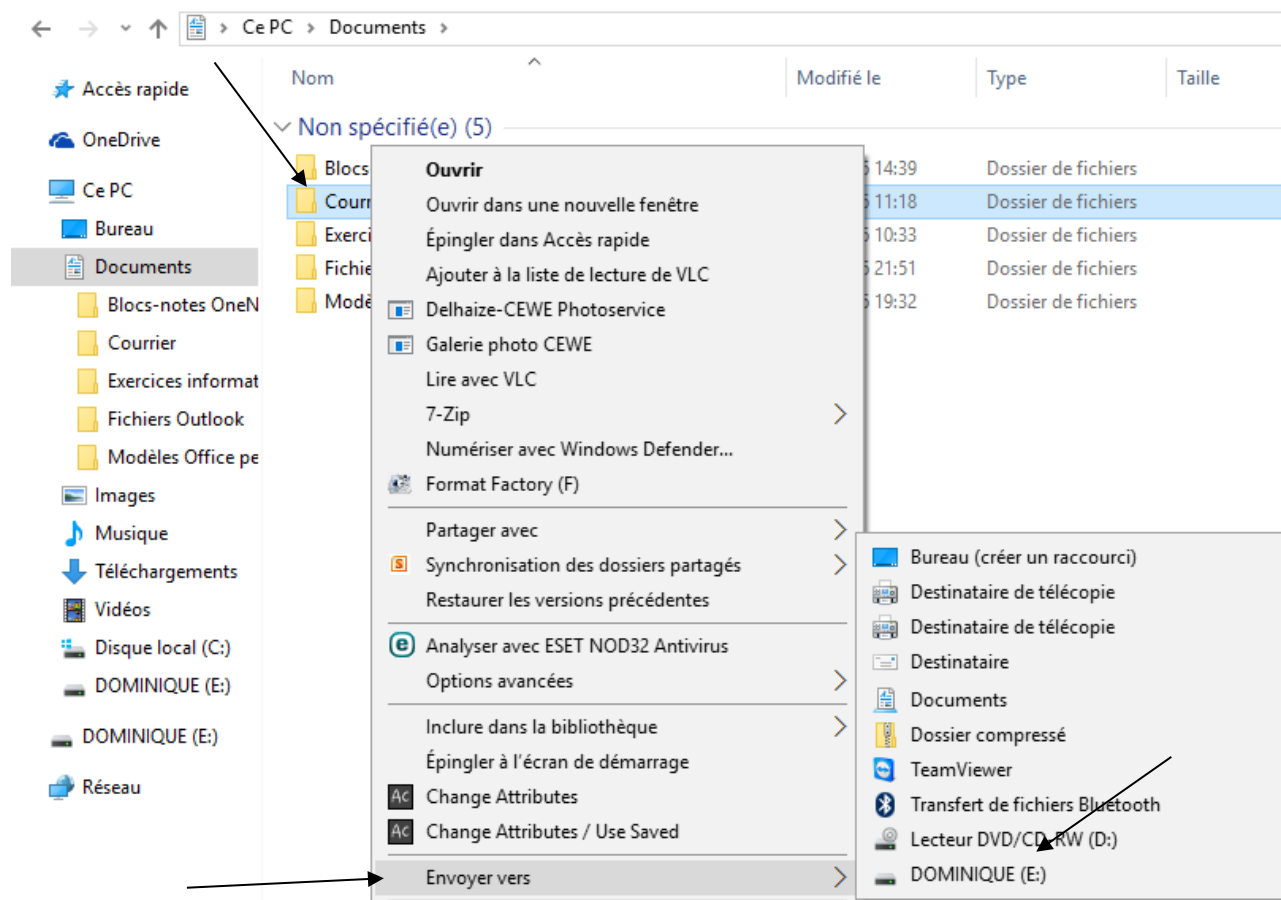 Ce PC > Documents >
Nom Modifié le Type Taille
Accès rapide
OneDrive
Ce PC
Bureau
Documents
Blocs-notes OneN
Courrier
Exercices informat
Fichiers Outlook
Modèles Office pe
Images
Musique
Téléchargements
Vidéos
Disque local (C:)
DOMINIQUE (E:)
DOMINIQUE (E:)
Réseau
Non spécifié(e) (5)
Blocs 14:39 Dossier de fichiers
Courr 11:18 Dossier de fichiers
Exerci 10:33 Dossier de fichiers
Fichie 21:51 Dossier de fichiers
Modè 19:32 Dossier de fichiers
Ouvrir
Ouvrir dans une nouvelle fenêtre
Épingler dans Accès rapide
Ajouter à la liste de lecture de VLC
Delhaize-CEWE Photoservice
Galerie photo CEWE
Lire avec VLC
7-Zip
Numériser avec Windows Defender...
Format Factory (F)
Partager avec
Synchronisation des dossiers partagés
Restaurer les versions précédentes
Analyser avec ESET NOD32 Antivirus
Options avancées
Inclure dans la bibliothèque
Épingler à l'écran de démarrage
Change Attributes
Change Attributes / Use Saved
Envoyer vers
Bureau (créer un raccourci)
Destinataire de télécopie
Destinataire de télécopie
Destinataire
Documents
Dossier compressé
TeamViewer
Transfert de fichiers Bluetooth
Lecteur DVD/CD-RW (D:)
DOMINIQUE (E:)